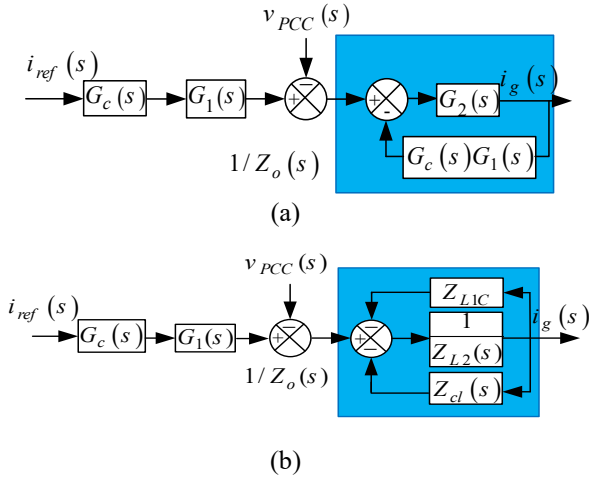 v_PCC(s)
i_ref(s)
G_c(s)
G_1(s)
+
−
+
-
G_2(s)
i_g(s)
G_c(s)G_1(s)
1/Z_o(s)
(a)
v_PCC(s)
i_ref(s)
G_c(s)
G_1(s)
+
−
1/Z_o(s)
+
−
−
Z_L1C
1
Z_L2(s)
Z_cl(s)
i_g(s)
(b)